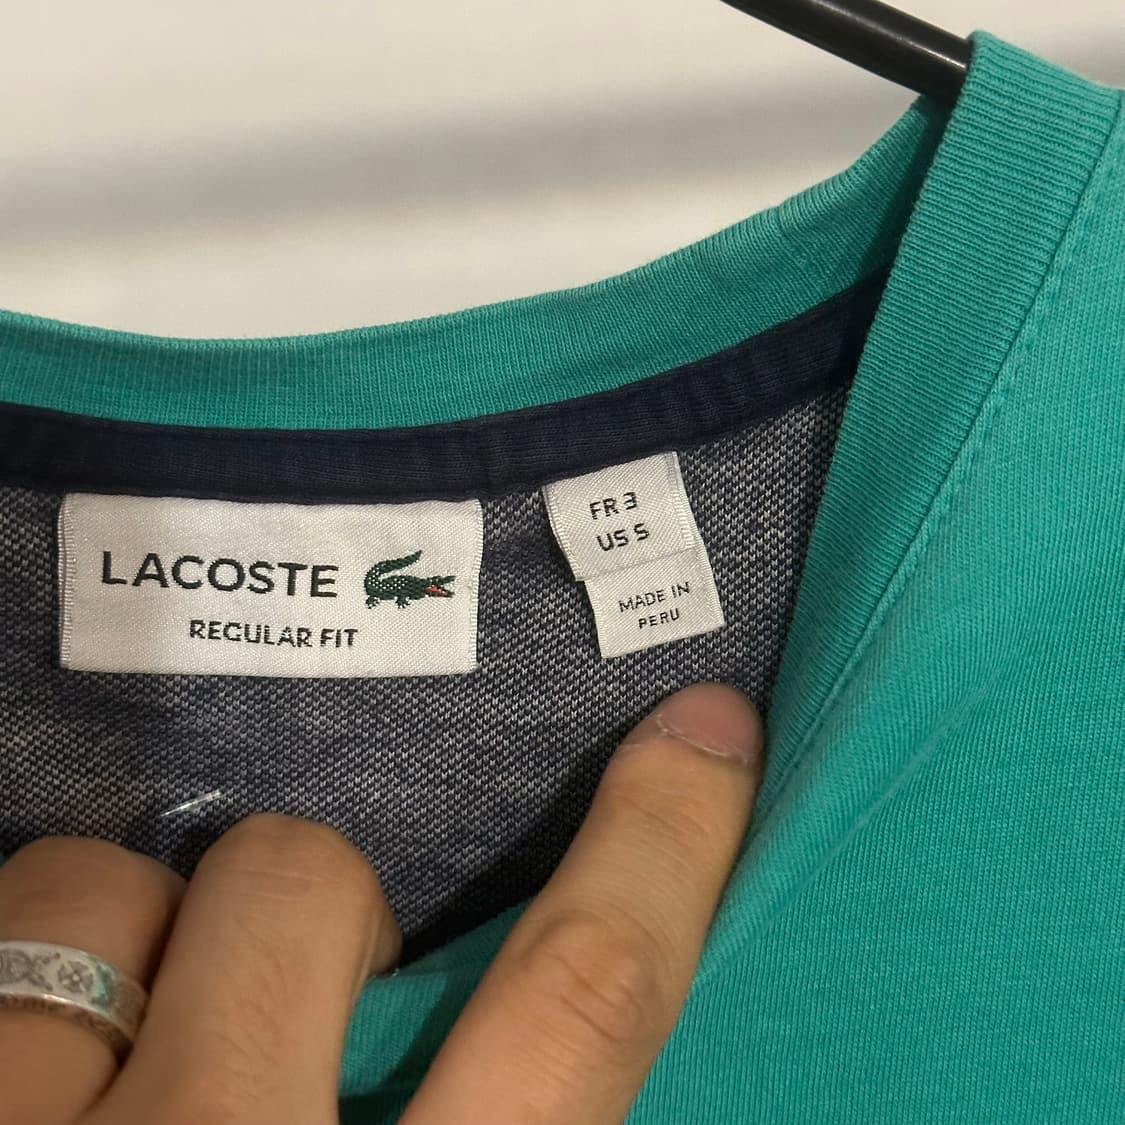 LACOSTE
REGULAR FIT
FR 3
US S
MADE IN
PERU